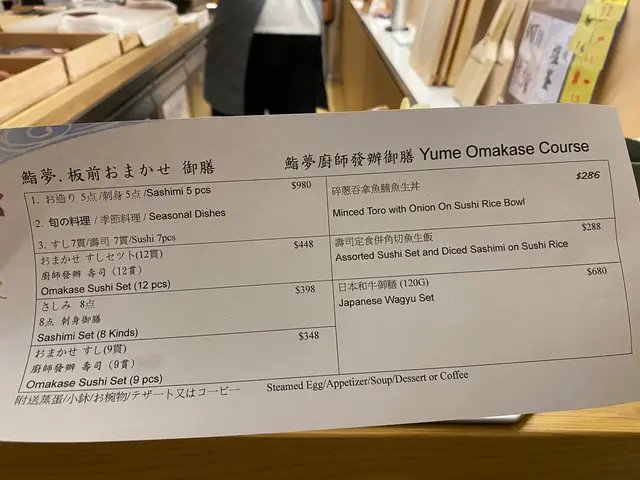 鮨夢.板前おまかせ 御膳
鮨夢廚師發辦御膳 Yume Omakase Course
1. お造り 5点 /刺身 5点 /Sashimi 5 pcs $980
2. 旬の料理 / 季節料理 / Seasonal Dishes
3. すし7貫/壽司 7貫/Sushi 7pcs
おまかせ すしセツト(12貫) $448
廚師發辦 壽司 (12貫)
Omakase Sushi Set (12 pcs)
さしみ 8点 $398
8点 刺身御膳
Sashimi Set (8 Kinds)
おまかせ すし(9貫) $348
廚師發辦 壽司 (9貫)
Omakase Sushi Set (9 pcs)
碎蔥吞拿魚腩魚生丼 $286
Minced Toro with Onion On Sushi Rice Bowl
壽司定食併角切魚生飯 $288
Assorted Sushi Set and Diced Sashimi on Sushi Rice
日本和牛御膳 (120G) $680
Japanese Wagyu Set
附送蒸蛋/小鉢/お椀物/デザート又はコーヒー Steamed Egg/Appetizer/Soup/Dessert or Coffee